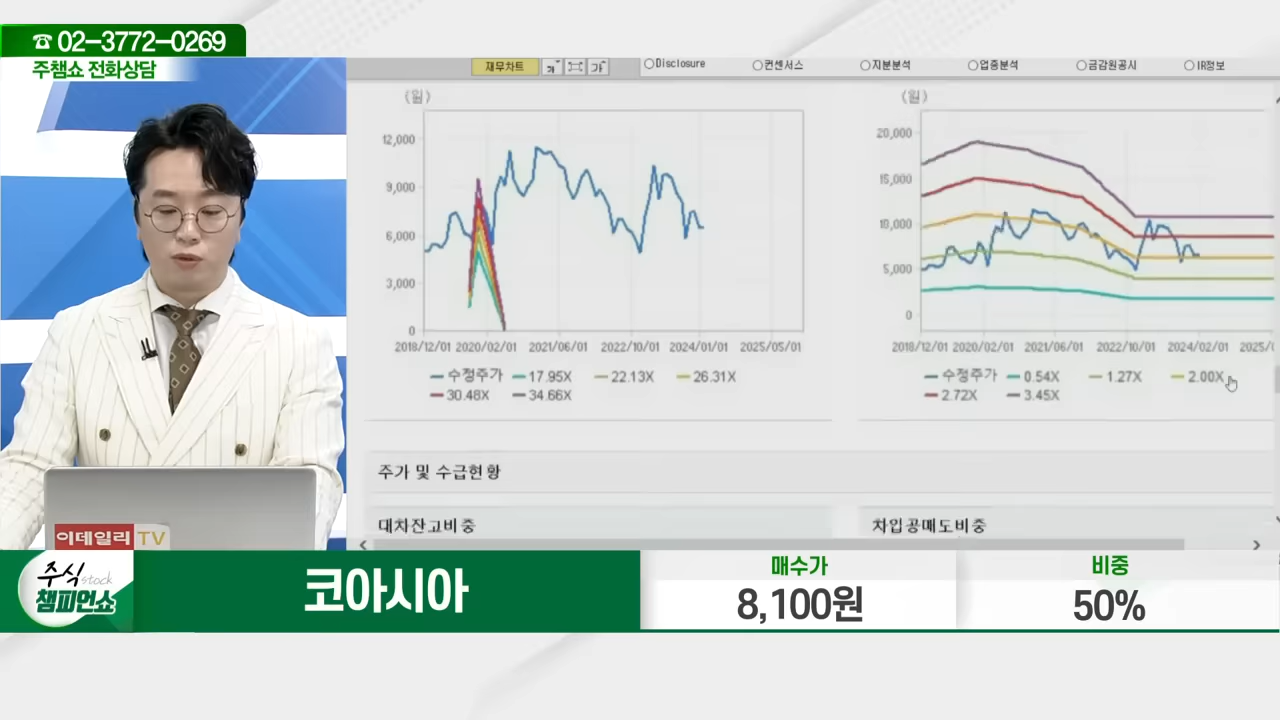 ☎ 02-3772-0269
주챔쇼 전화상담
재무차트
Disclosure 컨센서스 지분분석 업종분석 금감원공시 IR정보
(원)
12,000
9,000
6,000
3,000
0
2018/12/01 2020/02/01 2021/06/01 2022/10/01 2024/01/01 2025/05/01
수정주가 17.95X 22.13X 26.31X
30.48X 34.66X
(원)
20,000
15,000
10,000
5,000
0
2018/12/01 2020/02/01 2021/06/01 2022/10/01 2024/02/01 2025/0
수정주가 0.54X 1.27X 2.00X
2.72X 3.45X
주가 및 수급현황
대차잔고비중
차입공매도비중
이데일리 TV
주식 stock
챔피언쇼
코아시아
매수가
8,100원
비중
50%